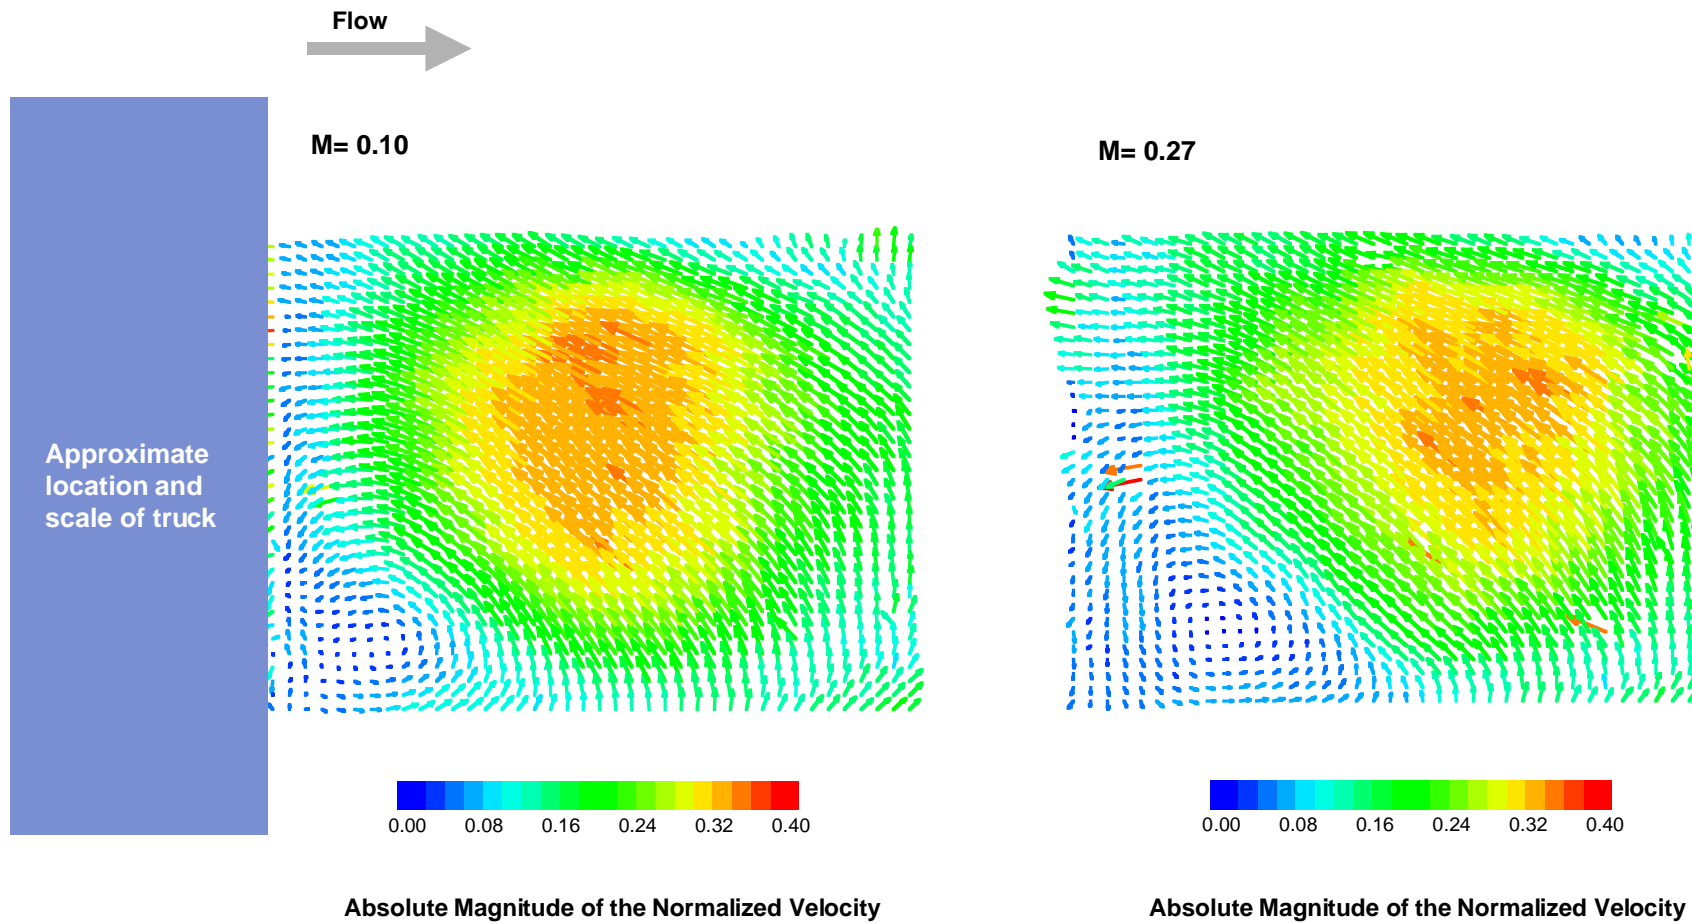 Flow
M= 0.10
M= 0.27
Approximate
location and
scale of truck
0.00 0.08 0.16 0.24 0.32 0.40
0.00 0.08 0.16 0.24 0.32 0.40
Absolute Magnitude of the Normalized Velocity
Absolute Magnitude of the Normalized Velocity